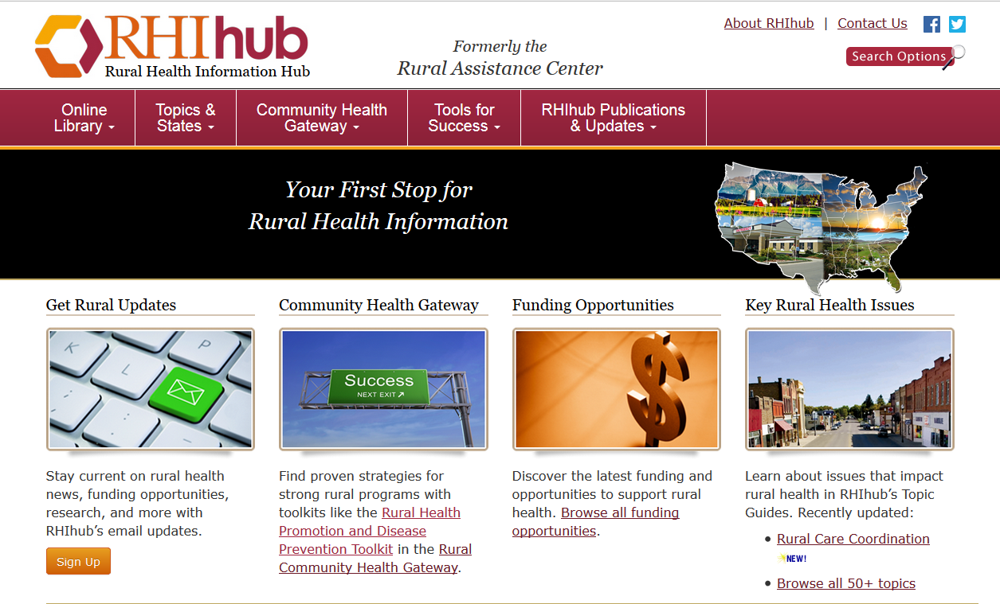 RHIhub
Rural Health Information Hub
Formerly the
Rural Assistance Center
About RHIhub | Contact Us
Search Options
Online
Library
Topics &
States
Community Health
Gateway
Tools for
Success
RHIhub Publications
& Updates
Your First Stop for
Rural Health Information
Get Rural Updates
K
P
L
Stay current on rural health
news, funding opportunities,
research, and more with
RHIhub’s email updates.
Sign Up
Community Health Gateway
Success
NEXT EXIT
Find proven strategies for
strong rural programs with
toolkits like the Rural Health
Promotion and Disease
Prevention Toolkit in the Rural
Community Health Gateway.
Funding Opportunities
$
Discover the latest funding and
opportunities to support rural
health. Browse all funding
opportunities.
Key Rural Health Issues
Learn about issues that impact
rural health in RHIhub’s Topic
Guides. Recently updated:
• Rural Care Coordination
NEW!
• Browse all 50+ topics